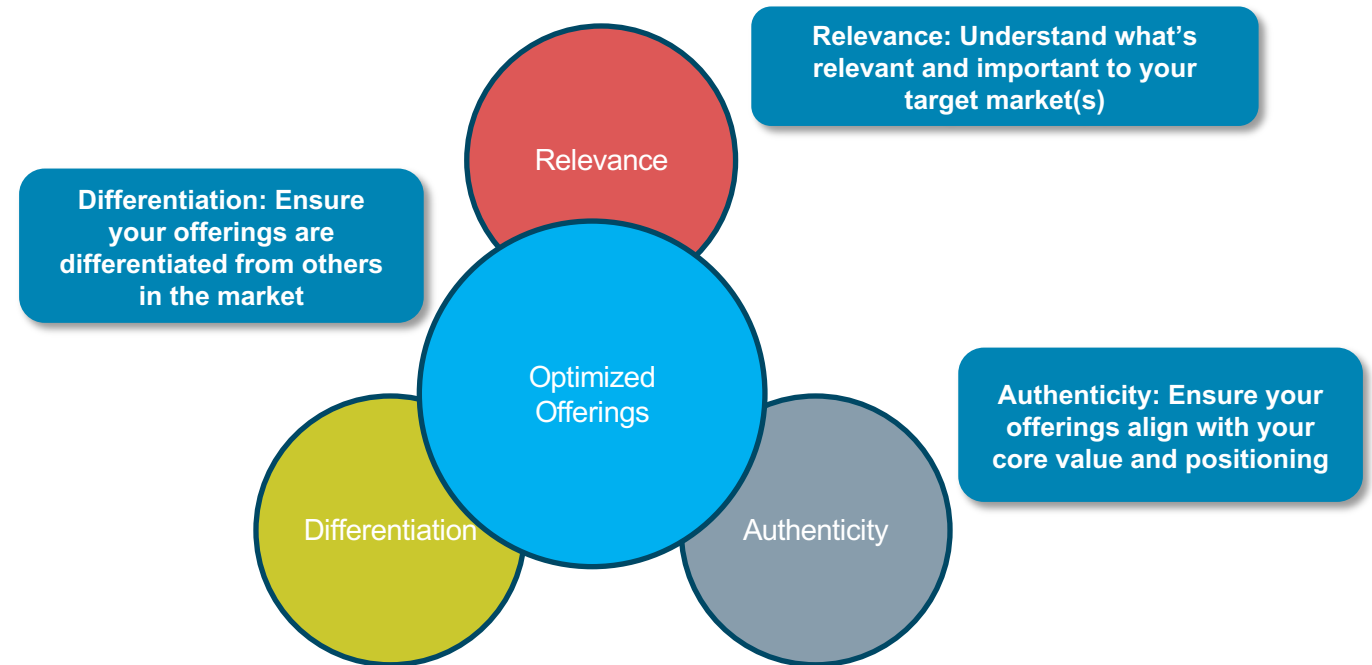 Relevance: Understand what’s
relevant and important to your
target market(s)
Relevance
Differentiation: Ensure
your offerings are
differentiated from others
in the market
Optimized
Offerings
Authenticity: Ensure your
offerings align with your
core value and positioning
Differentiation
Authenticity